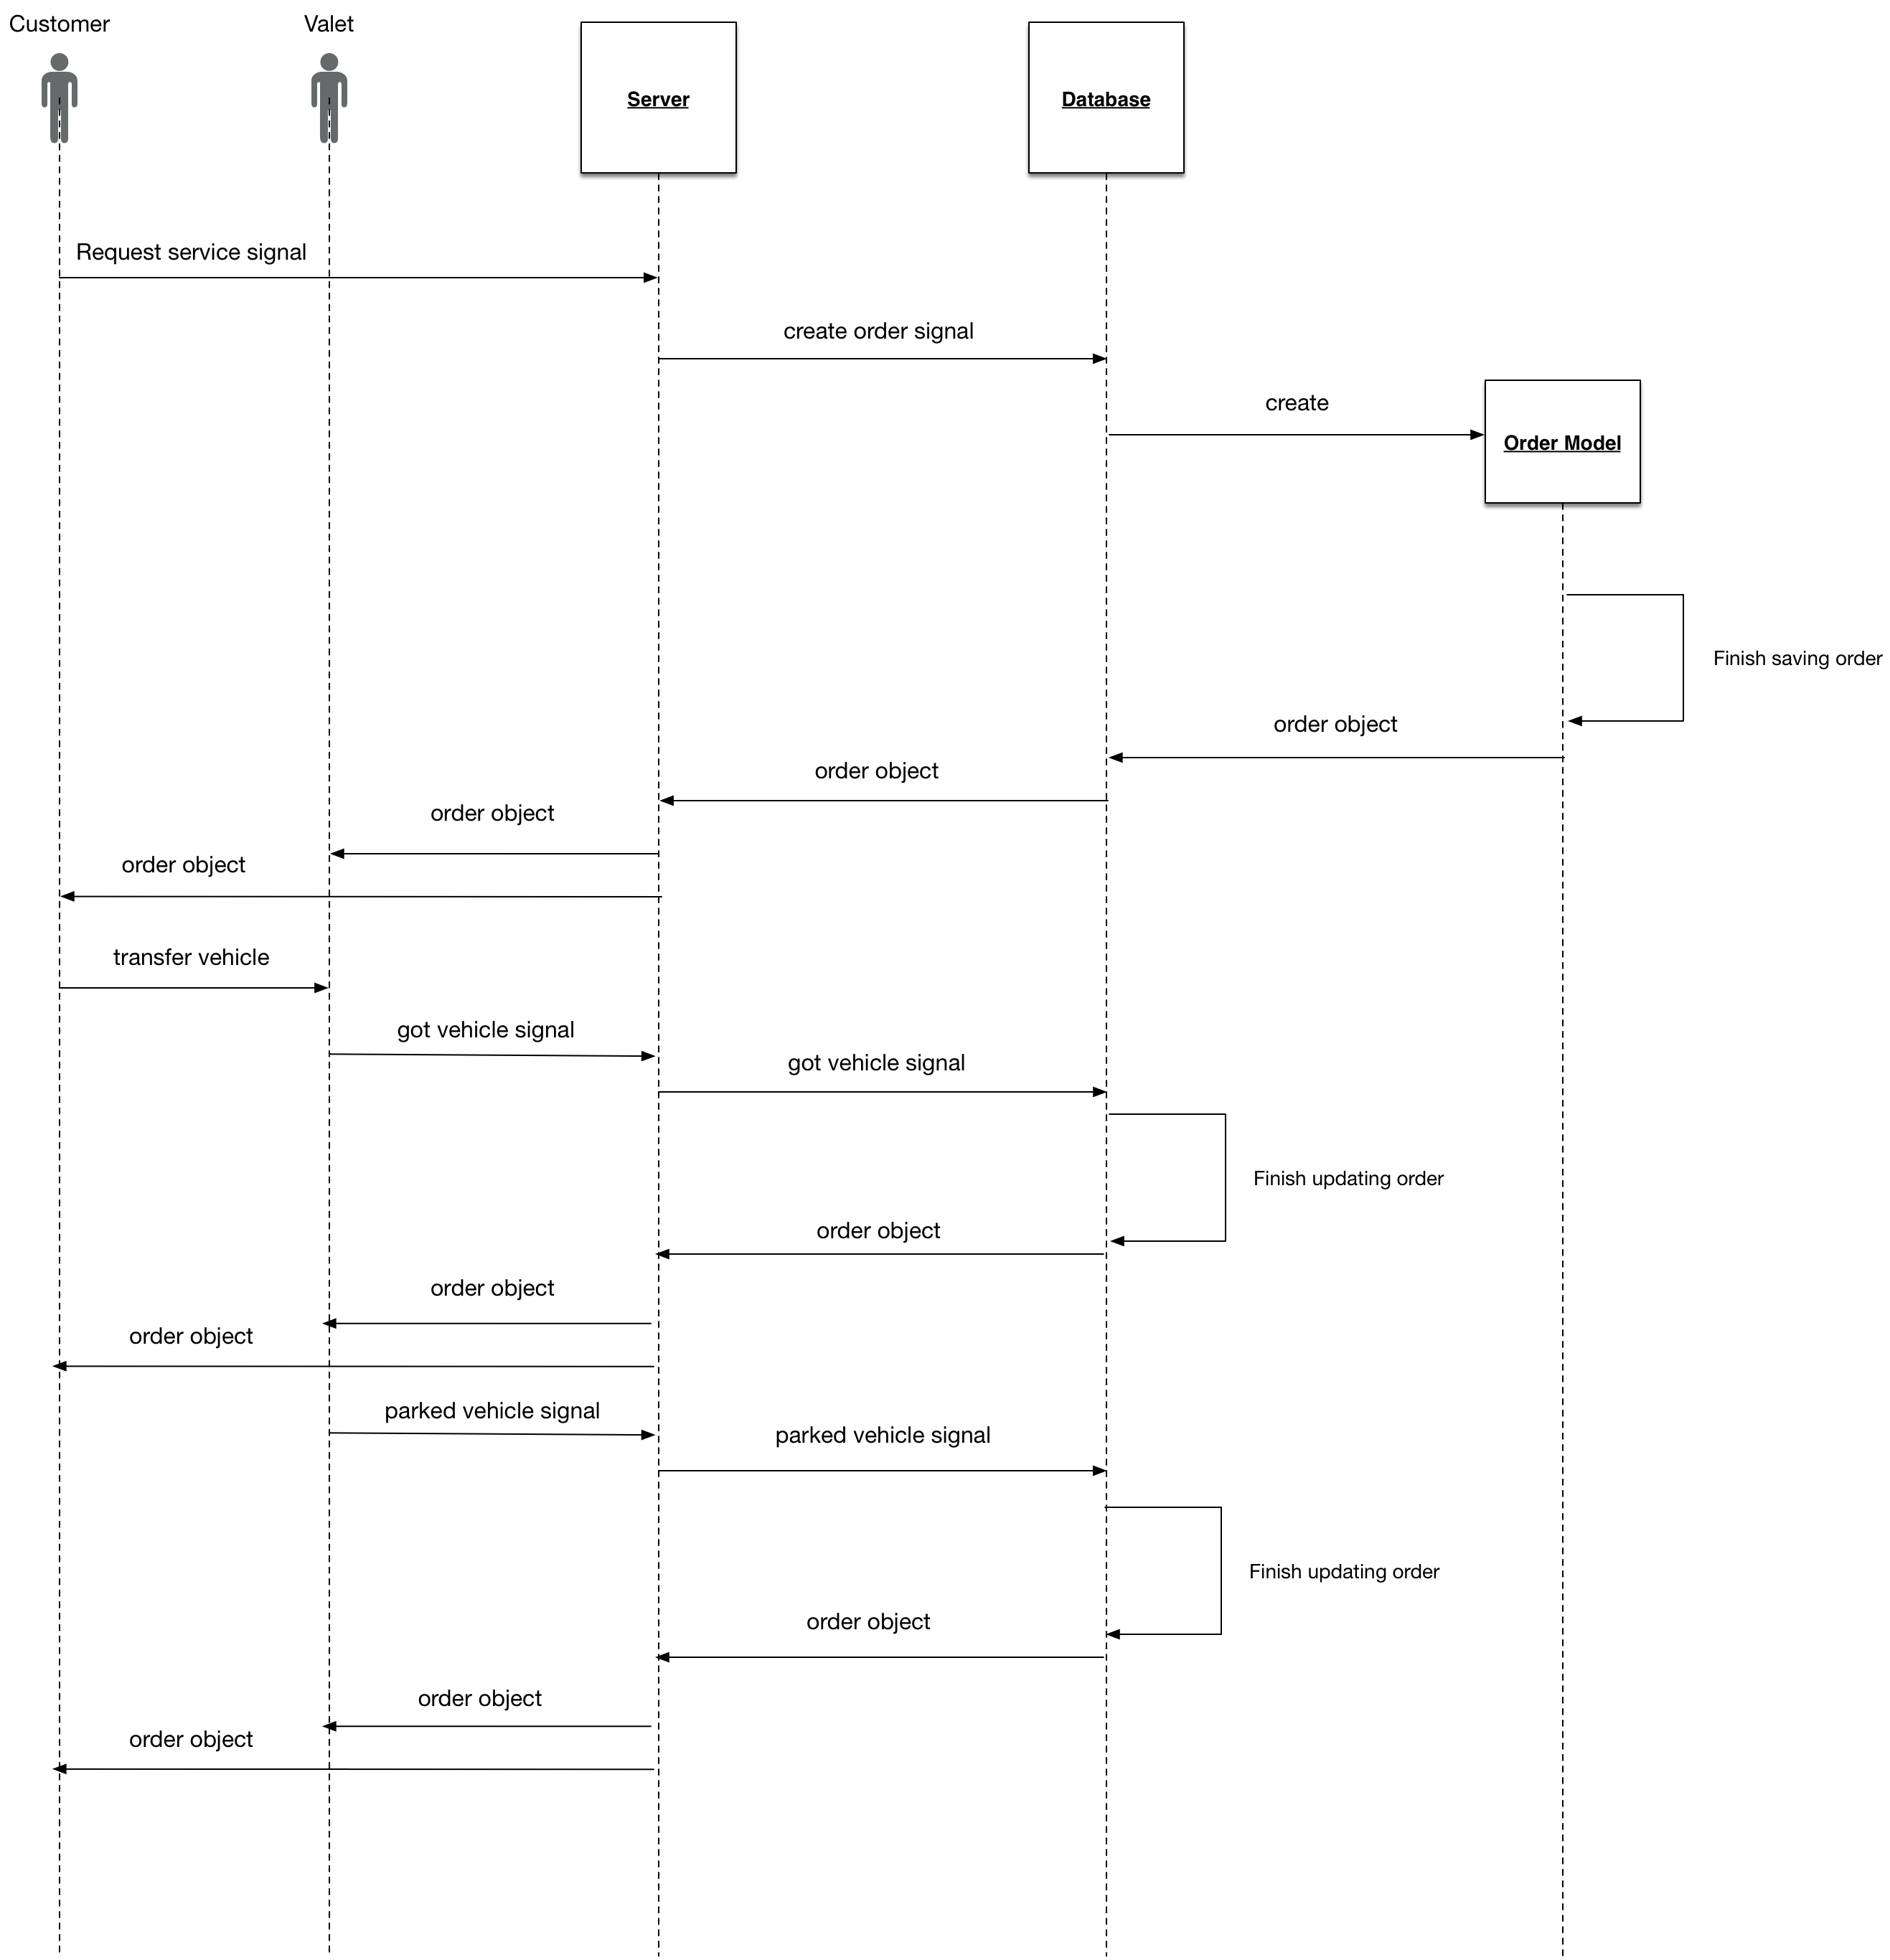 Customer
Valet
Server
Database
Request service signal
create order signal
create
Order Model
Finish saving order
order object
order object
order object
order object
transfer vehicle
got vehicle signal
got vehicle signal
Finish updating order
order object
order object
order object
parked vehicle signal
parked vehicle signal
Finish updating order
order object
order object
order object